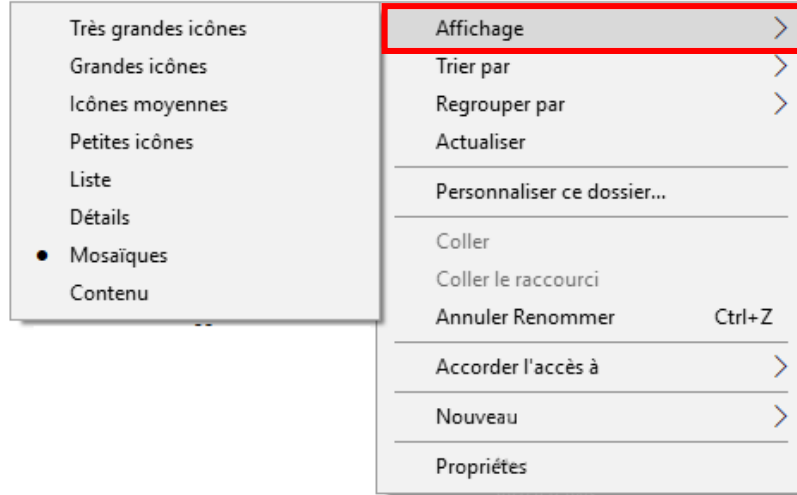 Très grandes icônes
Grandes icônes
Icônes moyennes
Petites icônes
Liste
Détails
Mosaïques
Contenu
Affichage
Trier par
Regrouper par
Actualiser
Personnaliser ce dossier...
Coller
Coller le raccourci
Annuler Renommer Ctrl+Z
Accorder l'accès à
Nouveau
Propriétes